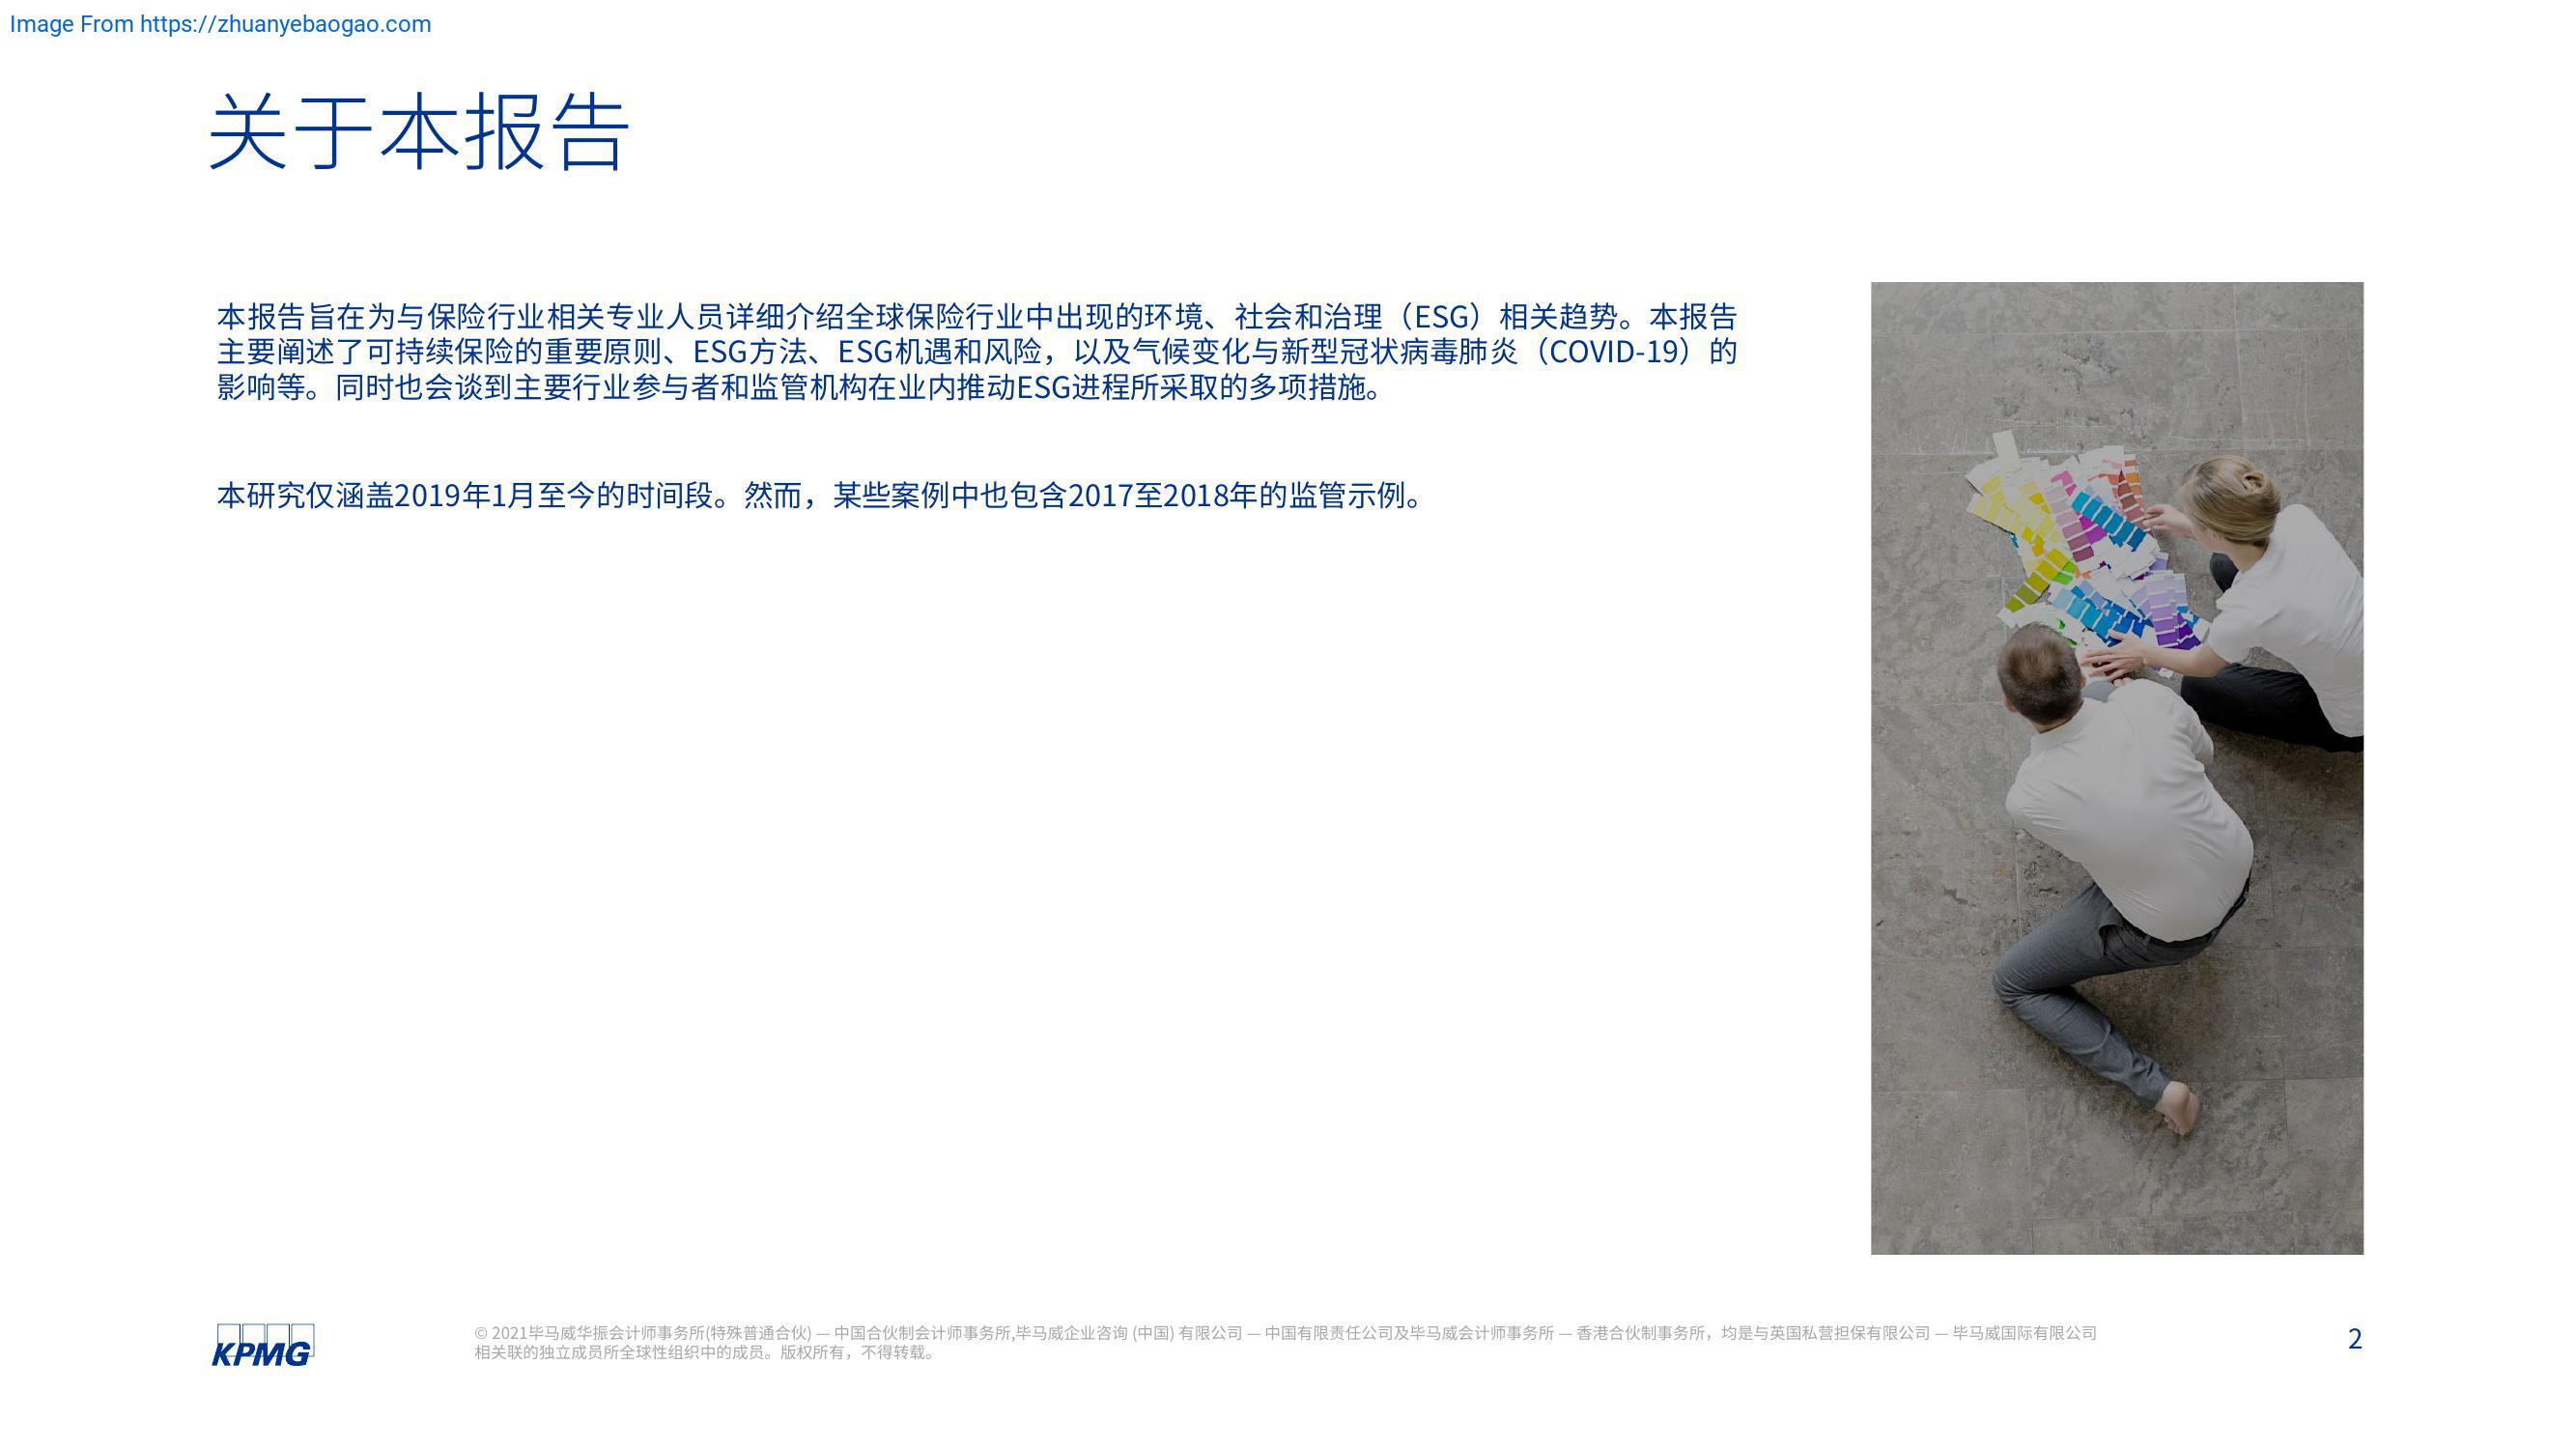 Image From https://zhuanyebaogao.com
关于本报告
本报告旨在为与保险行业相关专业人员详细介绍全球保险行业中出现的环境、社会和治理（ESG）相关趋势。本报告
主要阐述了可持续保险的重要原则、ESG方法、ESG机遇和风险，以及气候变化与新型冠状病毒肺炎（COVID-19）的
影响等。同时也会谈到主要行业参与者和监管机构在业内推动ESG进程所采取的多项措施。
本研究仅涵盖2019年1月至今的时间段。然而，某些案例中也包含2017至2018年的监管示例。
KPMG
© 2021毕马威华振会计师事务所(特殊普通合伙) — 中国合伙制会计师事务所,毕马威企业咨询 (中国) 有限公司 — 中国有限责任公司及毕马威会计师事务所 — 香港合伙制事务所，均是与英国私营担保有限公司 — 毕马威国际有限公司
相关联的独立成员所全球性组织中的成员。版权所有，不得转载。
2